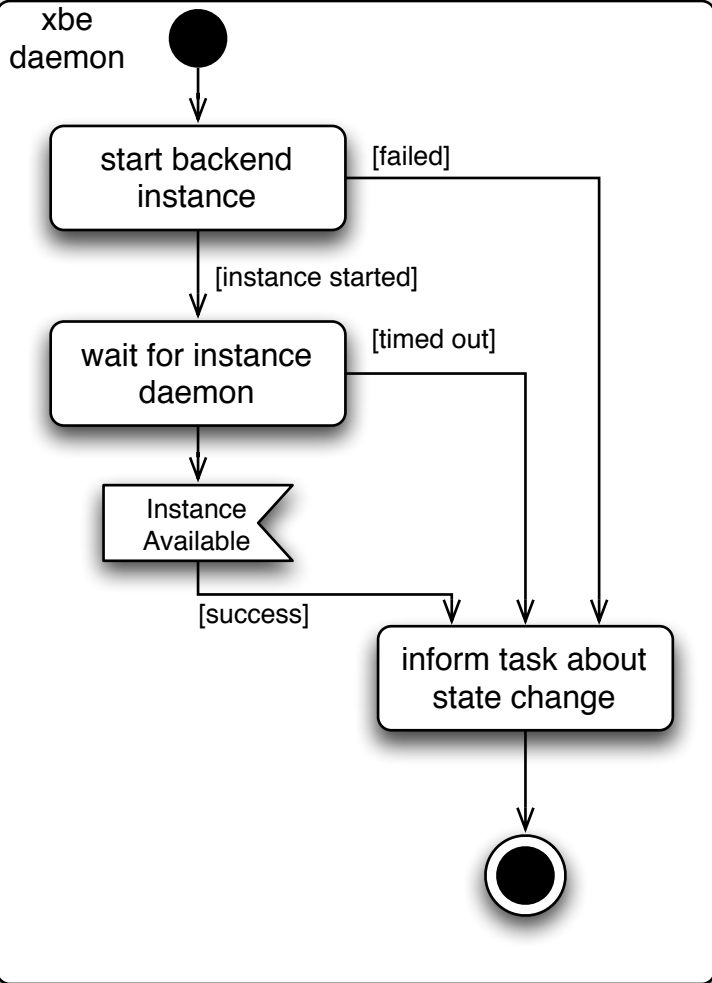 xbe
daemon
start backend
instance
[failed]
[instance started]
wait for instance
daemon
[timed out]
Instance
Available
[success]
inform task about
state change